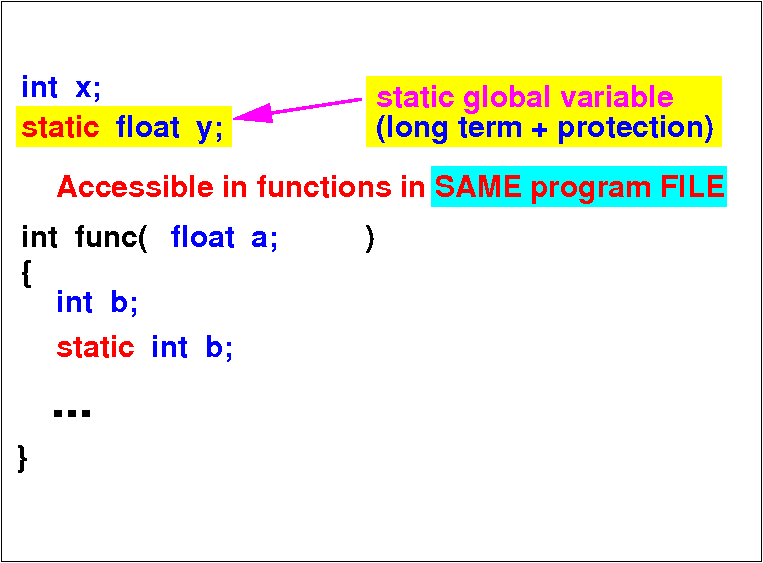 int x;
static global variable
static float y;
(long term + protection)
Accessible in functions in SAME program FILE
int func( float a; )
{
int b;
static int b;
...
}